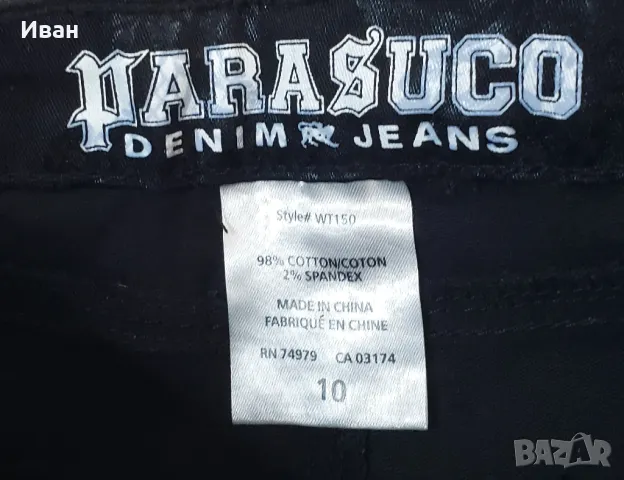 Иван
PARASUCO
DENIM JEANS
Style# WT150
98% COTTON/COTON
2% SPANDEX
MADE IN CHINA
FABRIQUÉ EN CHINE
RN 74979 CA 03174
10
BAZAR